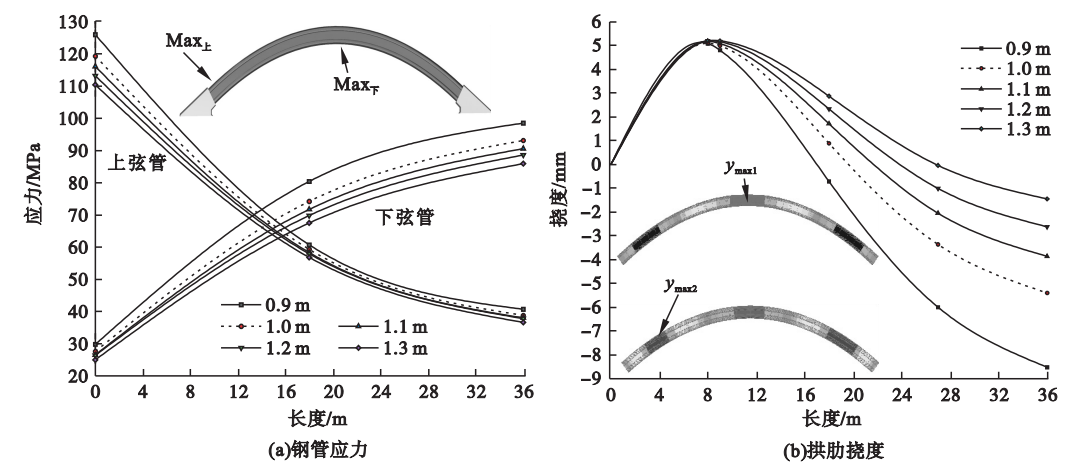 130
120
110
100
90
80
70
60
50
40
30
20
应力/MPa
Max上
Max下
上弦管
下弦管
0.9 m
1.0 m
1.1 m
1.2 m
1.3 m
0 4 8 12 16 20 24 28 32 36
长度/m
(a)钢管应力
6
5
4
3
2
1
0
-1
-2
-3
-4
-5
-6
-7
-8
-9
挠度/mm
0.9 m
1.0 m
1.1 m
1.2 m
1.3 m
ymax1
ymax2
0 4 8 12 16 20 24 28 32 36
长度/m
(b)拱肋挠度